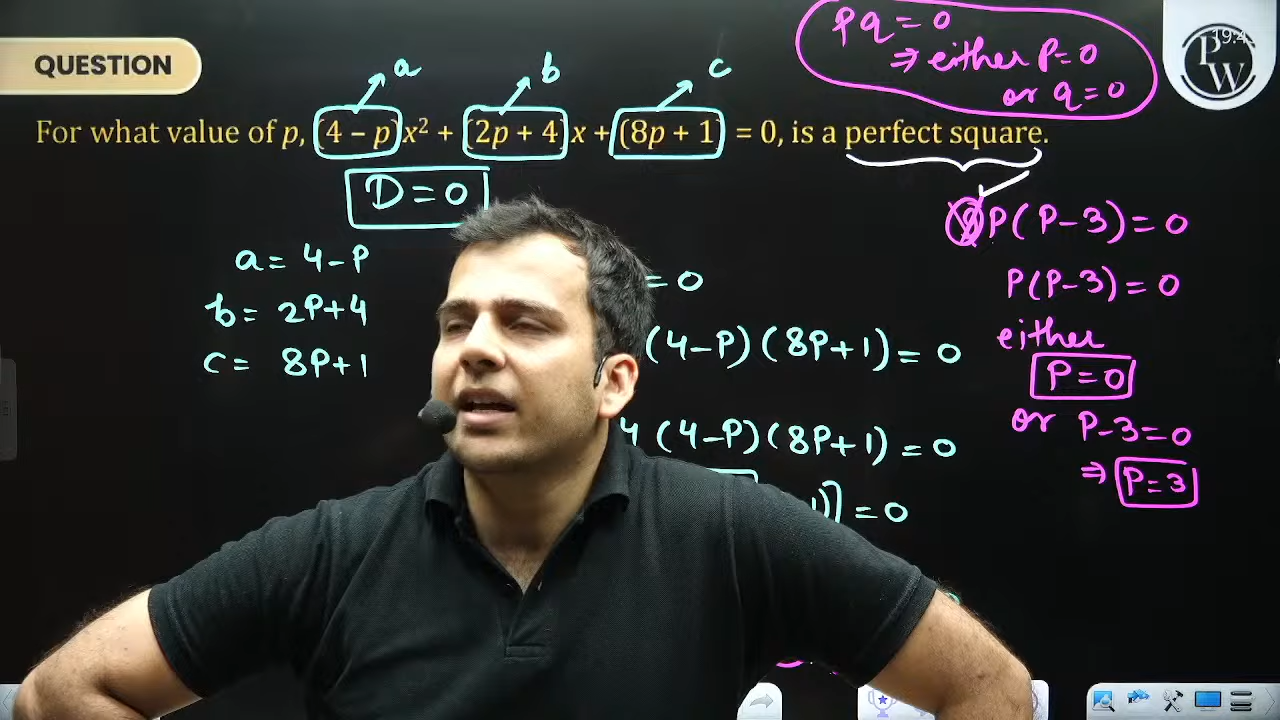 QUESTION
For what value of p, (4 – p)x² + (2p + 4)x + (8p + 1) = 0, is a perfect square.
a
b
c
D = 0
a = 4 - P
b = 2P + 4
c = 8P + 1
= 0
(4 - P) (8P + 1) = 0
4 (4 - P) (8P + 1) = 0
1)] = 0
Pq = 0
⇒ either P = 0
or q = 0
P (P - 3) = 0
P (P - 3) = 0
either
P = 0
or P - 3 = 0
⇒ P = 3
PW